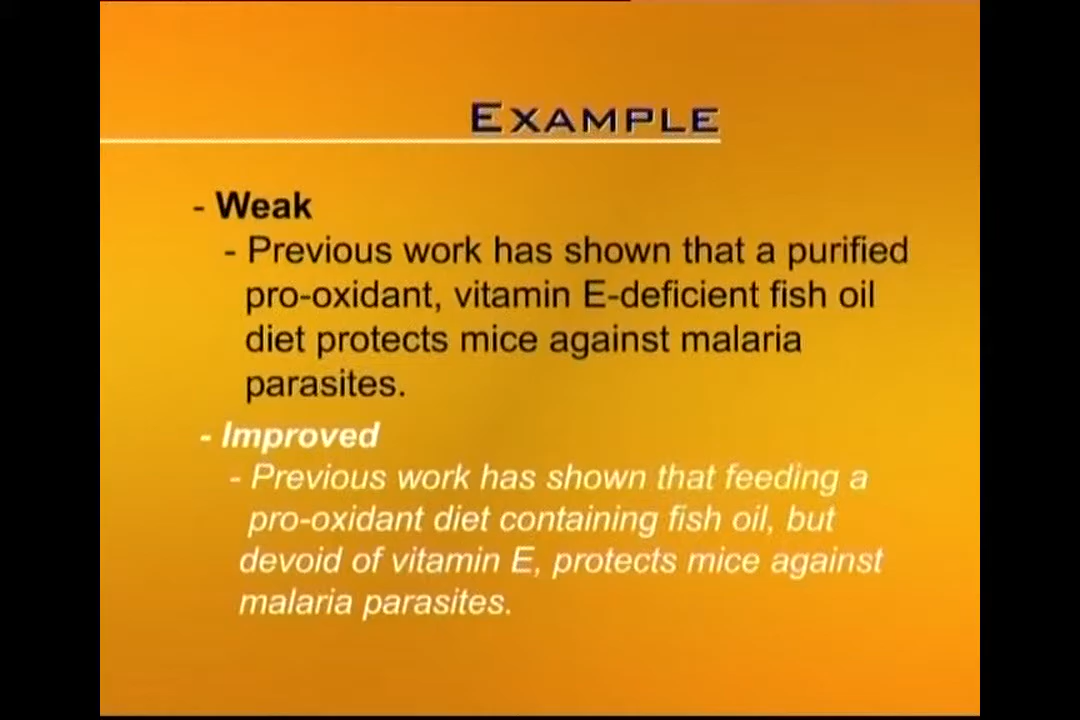 EXAMPLE
- Weak
- Previous work has shown that a purified
pro-oxidant, vitamin E-deficient fish oil
diet protects mice against malaria
parasites.
- Improved
- Previous work has shown that feeding a
pro-oxidant diet containing fish oil, but
devoid of vitamin E, protects mice against
malaria parasites.